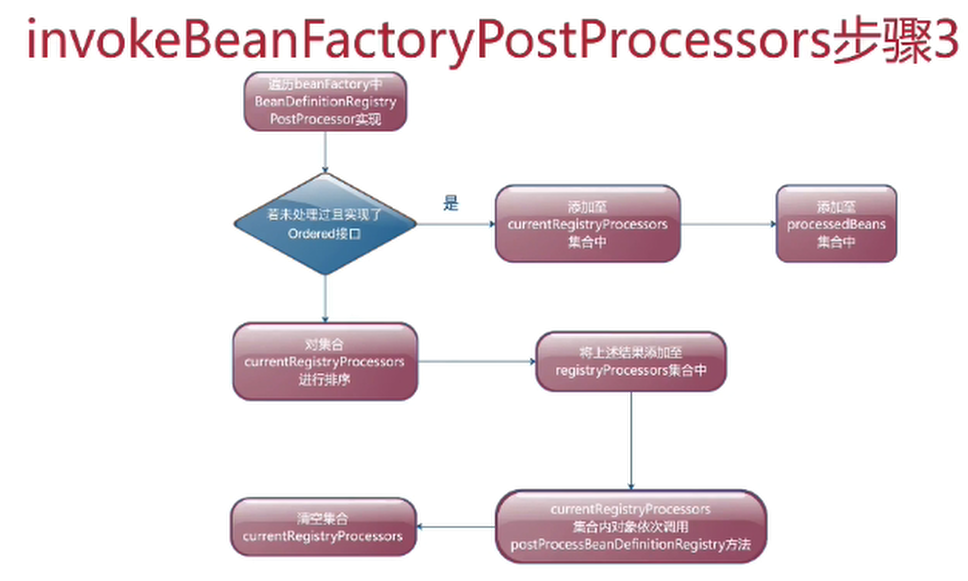 invokeBeanFactoryPostProcessors步骤3
遍历beanFactory中
BeanDefinitionRegistry
PostProcessor实现
若未处理过且实现了
Ordered接口
是
添加至
currentRegistryProcessors
集合中
添加至
processedBeans
集合中
对集合
currentRegistryProcessors
进行排序
将上述结果添加至
registryProcessors集合中
currentRegistryProcessors
集合内对象依次调用
postProcessBeanDefinitionRegistry方法
清空集合
currentRegistryProcessors